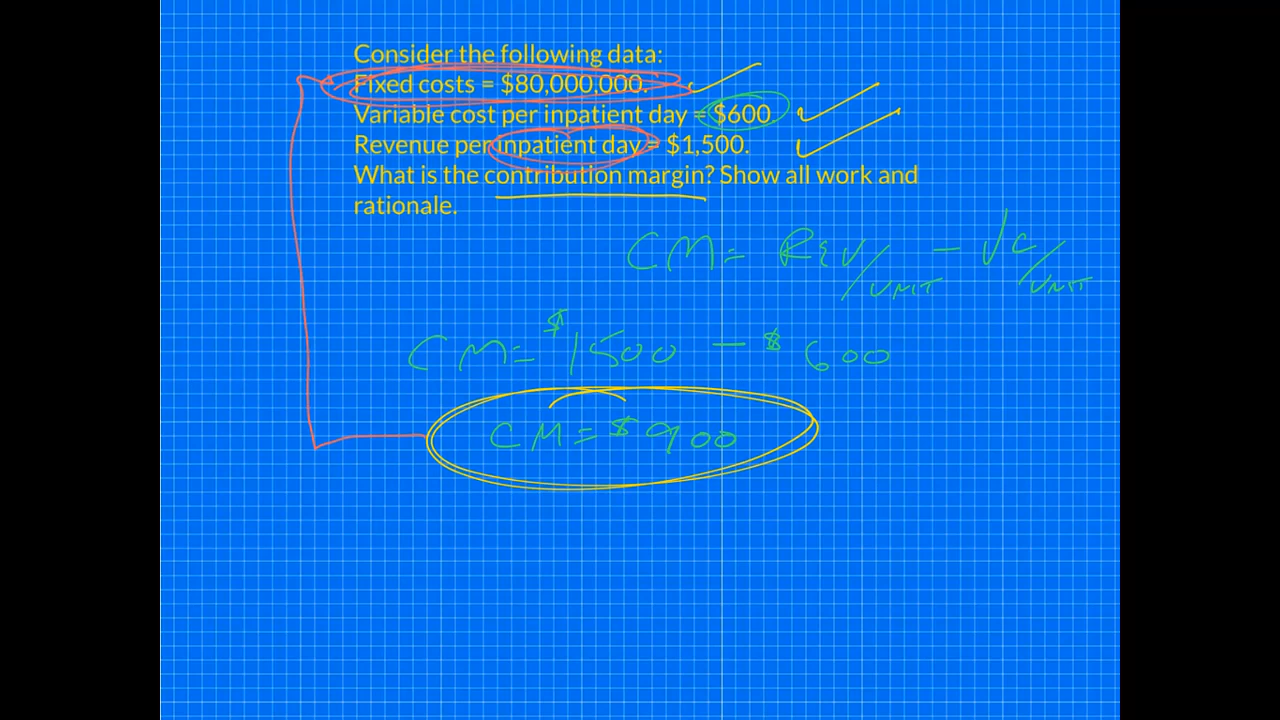 Consider the following data:
Fixed costs = $80,000,000.
Variable cost per inpatient day = $600.
Revenue per inpatient day = $1,500.
What is the contribution margin? Show all work and
rationale.
CM = Rev/unit - VC/unit
CM = $1500 - $600
CM = $900